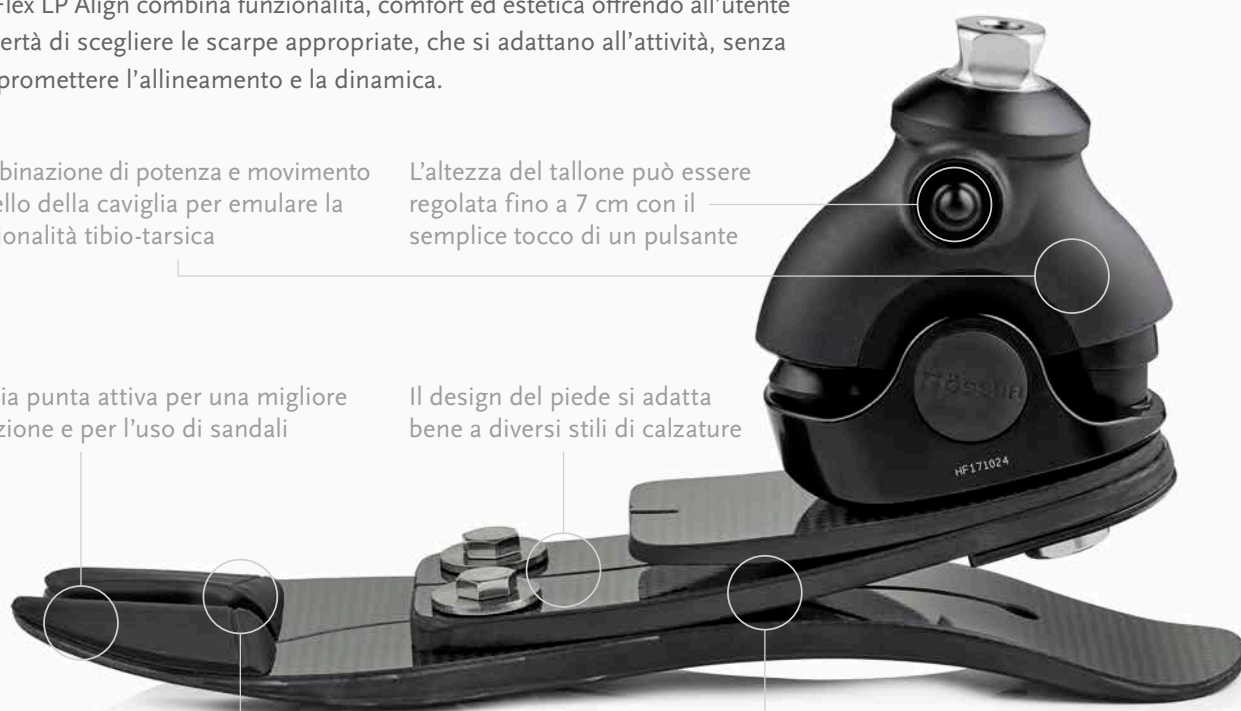 Flex LP Align combina funzionalità, comfort ed estetica offrendo all'utente
ertà di scegliere le scarpe appropriate, che si adattano all'attività, senza
promettere l'allineamento e la dinamica.
binazione di potenza e movimento
ello della caviglia per emulare la
ionalità tibio-tarsica
L'altezza del tallone può essere
regolata fino a 7 cm con il
semplice tocco di un pulsante
ia punta attiva per una migliore
zione e per l'uso di sandali
Il design del piede si adatta
bene a diversi stili di calzature
HF171024